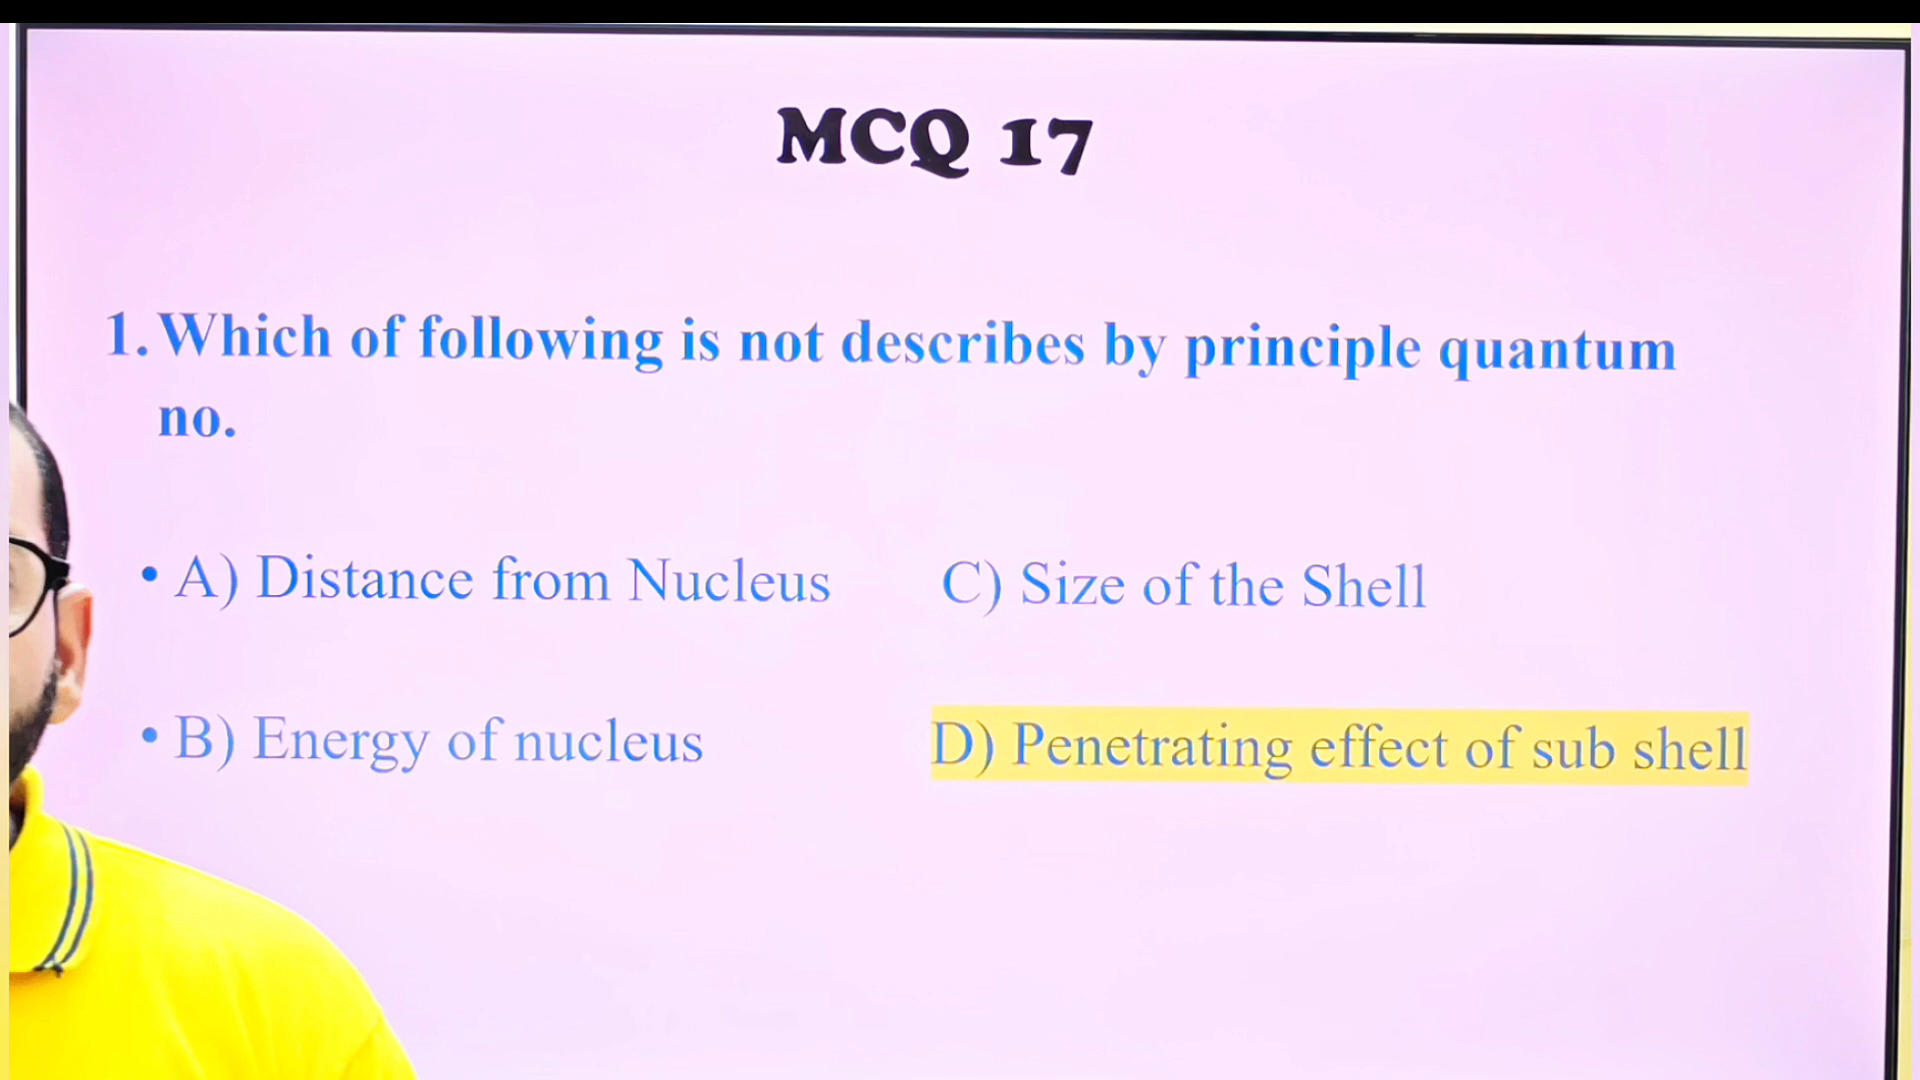 MCQ 17
1. Which of following is not describes by principle quantum
no.
• A) Distance from Nucleus C) Size of the Shell
• B) Energy of nucleus D) Penetrating effect of sub shell